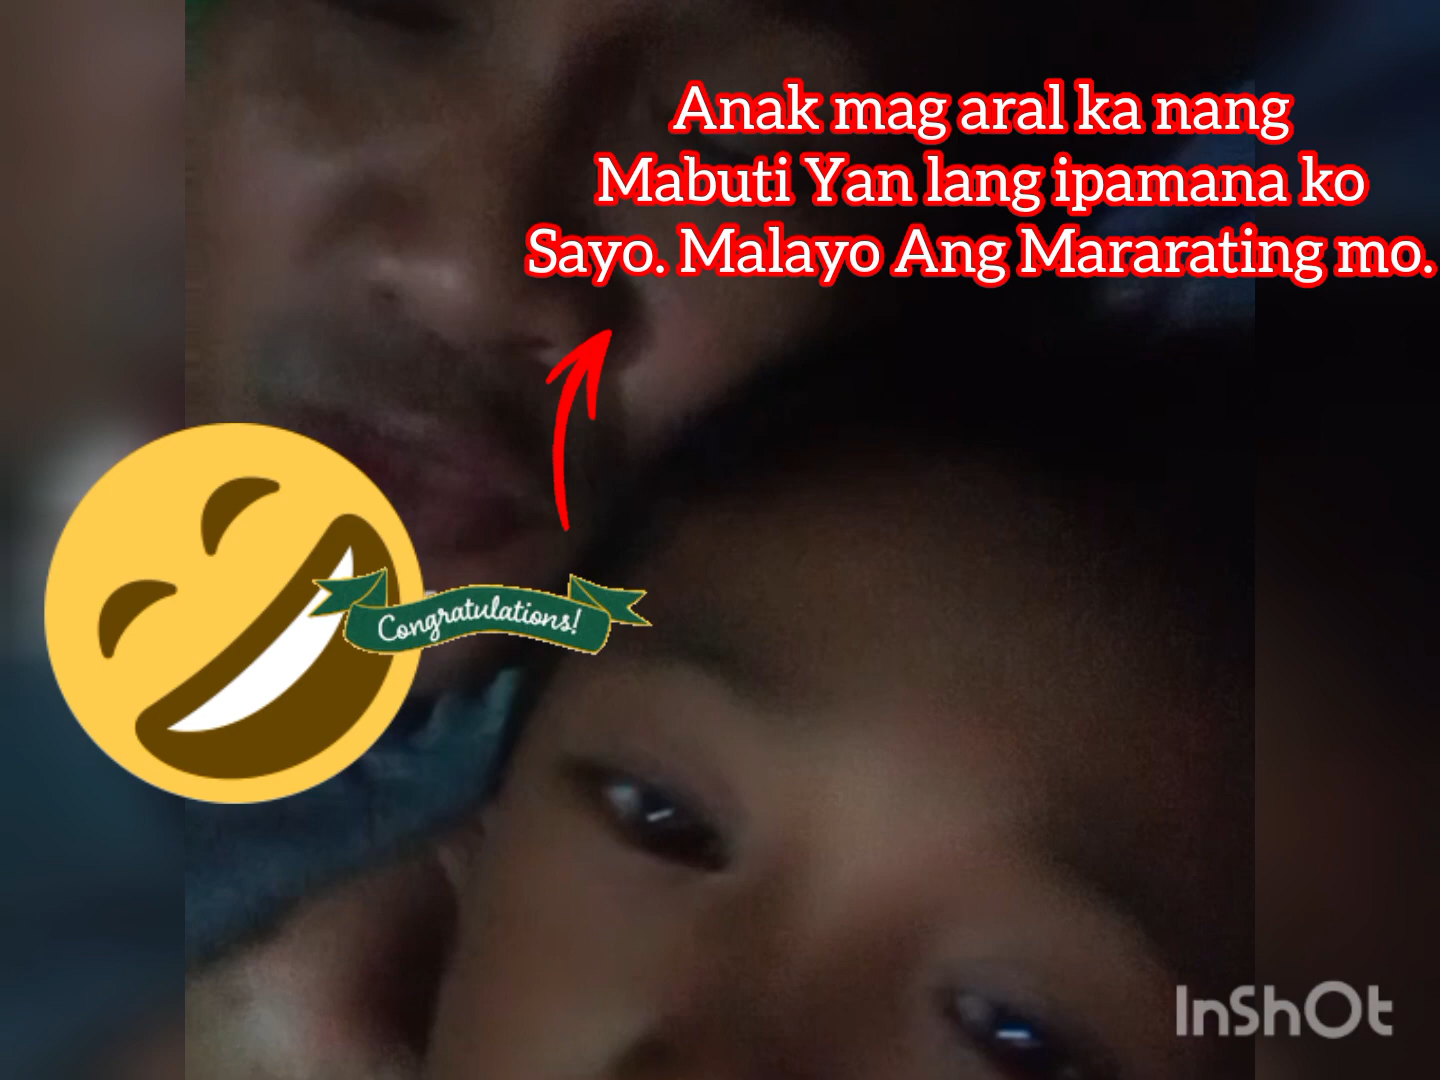 Anak mag aral ka nang
Mabuti Yan lang ipamana ko
Sayo. Malayo Ang Mararating mo.
Congratulations!
InShOt